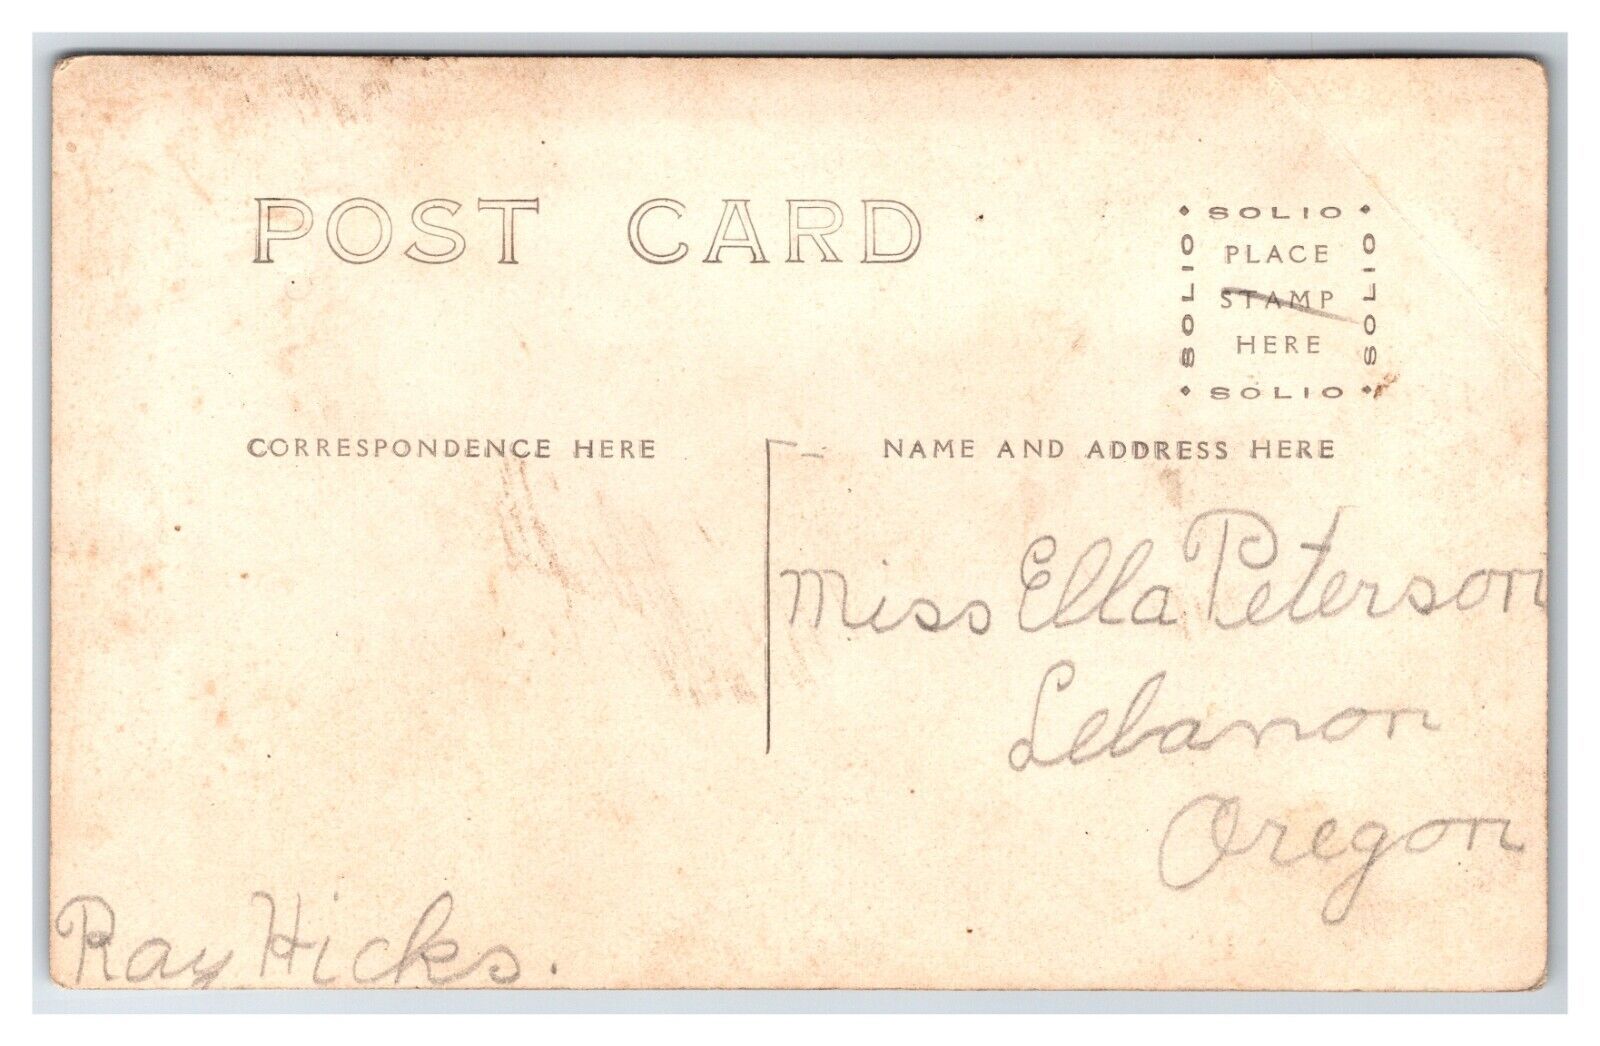 POST CARD
SOLIO
SOLIO
PLACE
STAMP
HERE
SOLIO
SOLIO
CORRESPONDENCE HERE
NAME AND ADDRESS HERE
Miss Ella Peterson
Lebanon
Oregon
Ray Hicks.